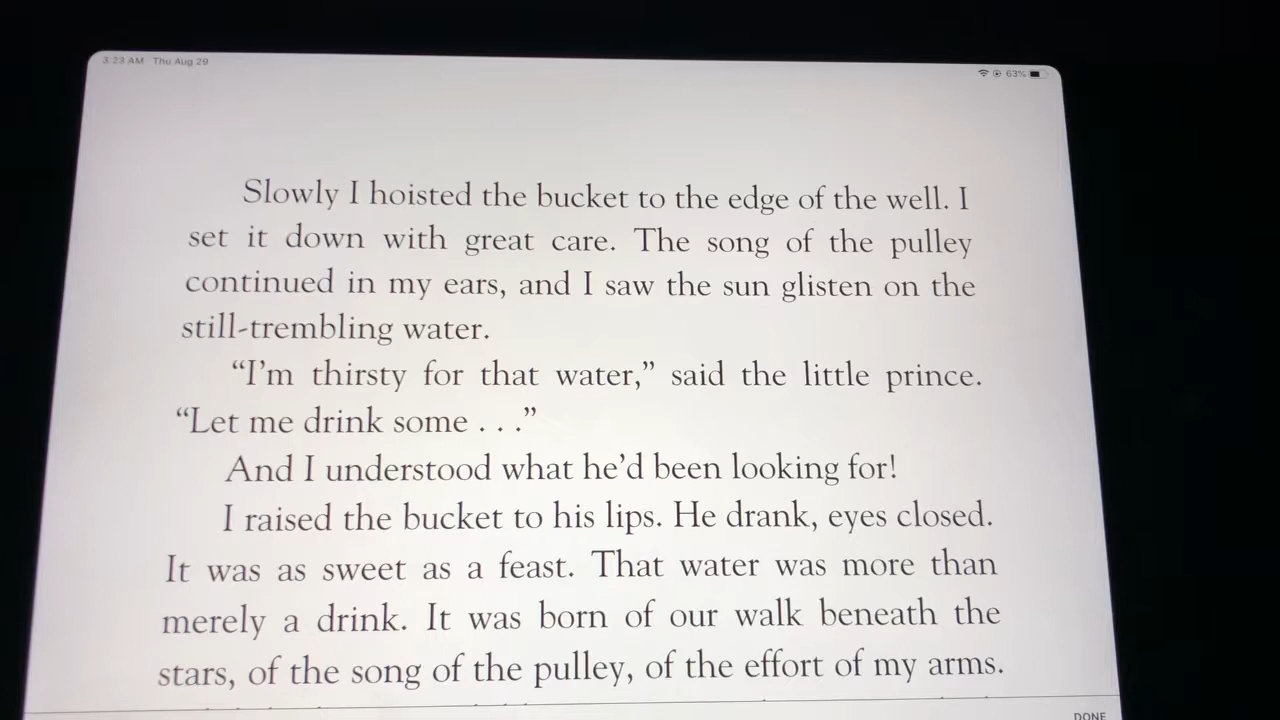 3:23 AM Thu Aug 29
63%
Slowly I hoisted the bucket to the edge of the well. I
set it down with great care. The song of the pulley
continued in my ears, and I saw the sun glisten on the
still-trembling water.
“I’m thirsty for that water,” said the little prince.
“Let me drink some . . .”
And I understood what he’d been looking for!
I raised the bucket to his lips. He drank, eyes closed.
It was as sweet as a feast. That water was more than
merely a drink. It was born of our walk beneath the
stars, of the song of the pulley, of the effort of my arms.
DONE